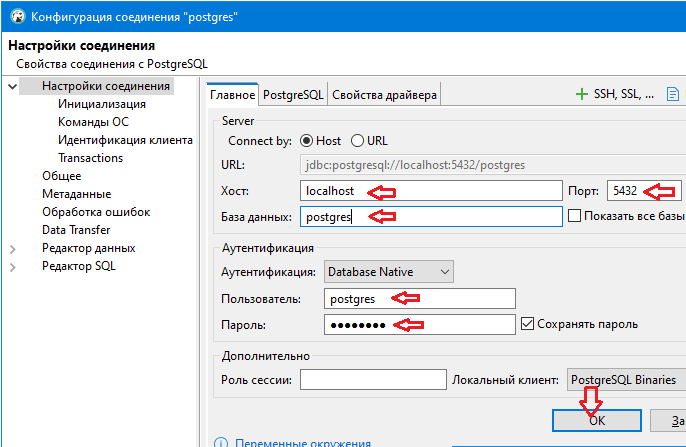 Конфигурация соединения "postgres"
Настройки соединения
Свойства соединения с PostgreSQL
Настройки соединения
Инициализация
Команды ОС
Идентификация клиента
Transactions
Общее
Метаданные
Обработка ошибок
Data Transfer
Редактор данных
Редактор SQL
Главное PostgreSQL Свойства драйвера + SSH, SSL, ...
Server
Connect by: Host URL
URL: jdbc:postgresql://localhost:5432/postgres
Хост: localhost Порт: 5432
База данных: postgres Показать все базы
Аутентификация
Аутентификация: Database Native
Пользователь: postgres
Пароль: ●●●●●●●● Сохранять пароль
Дополнительно
Роль сессии: Локальный клиент: PostgreSQL Binaries
OK За
Переменные окружения